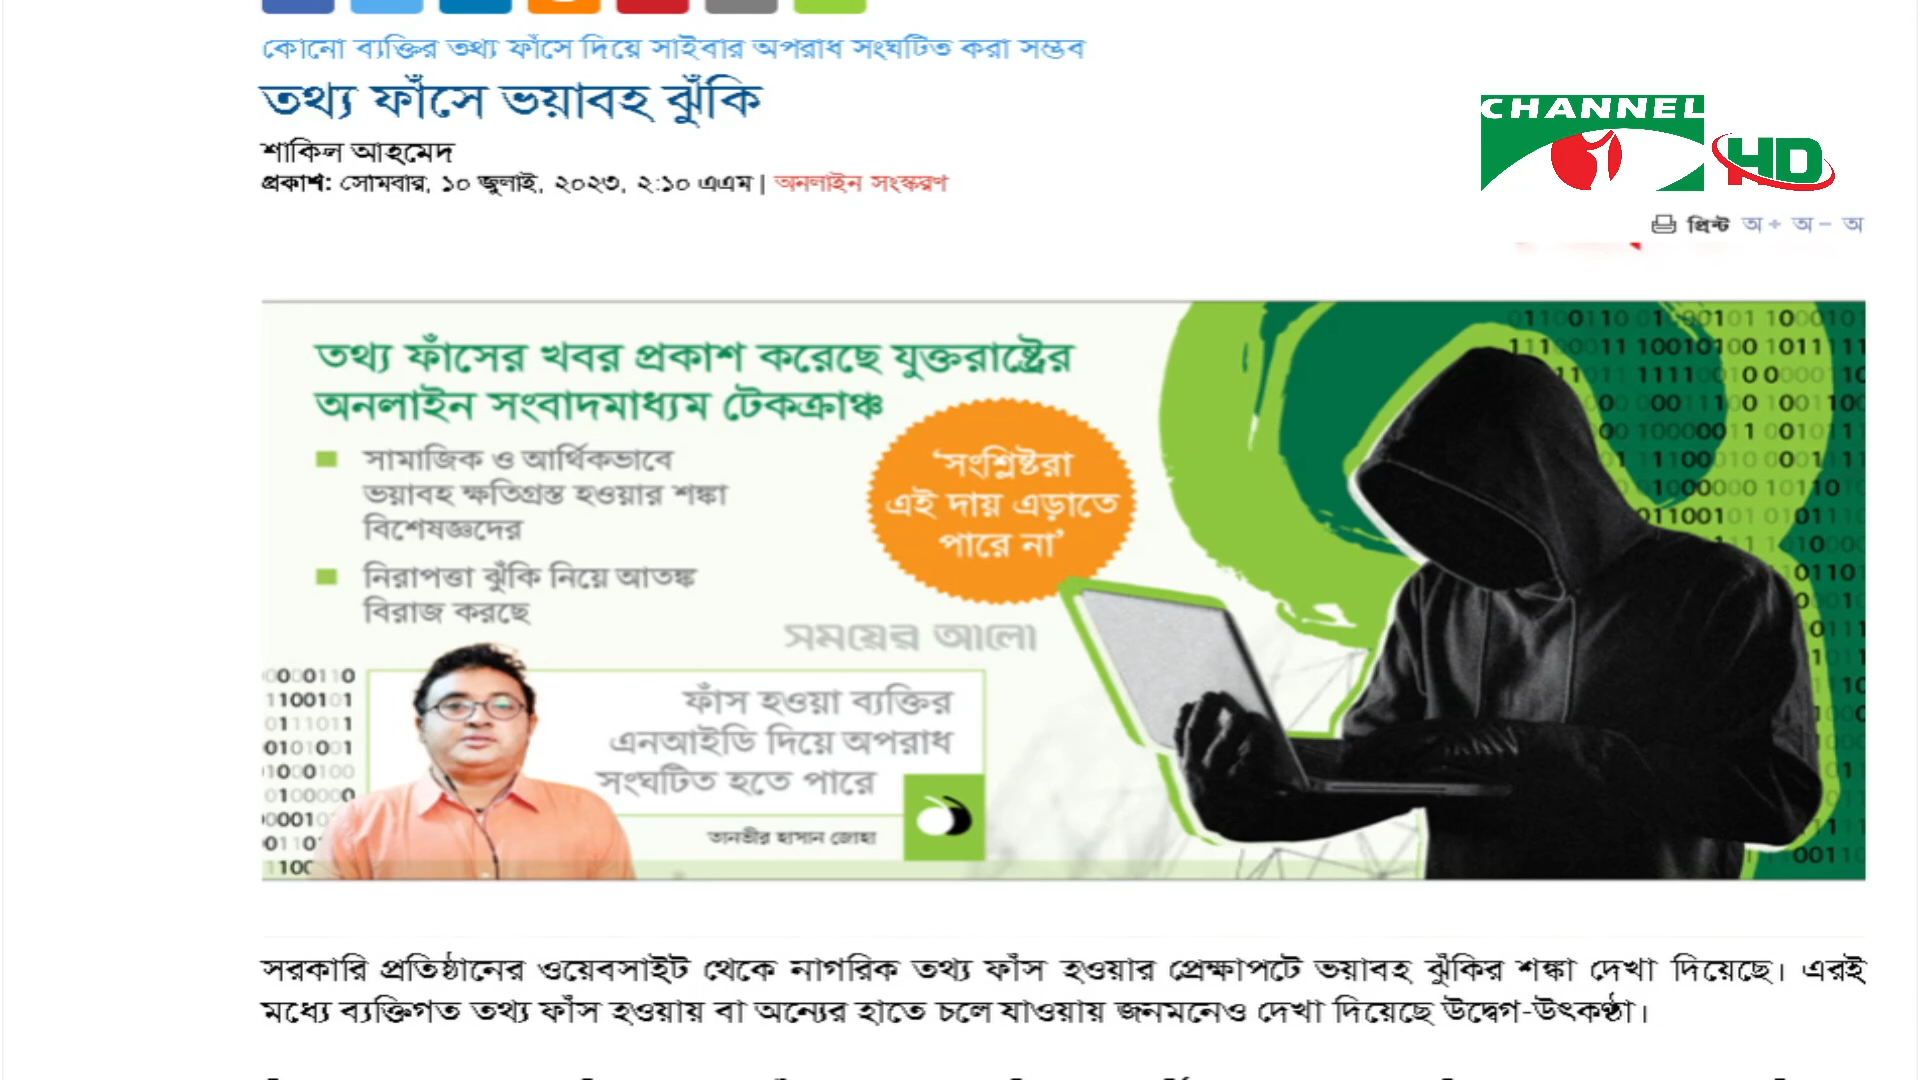 কোনো ব্যক্তির তথ্য ফাঁসে দিয়ে সাইবার অপরাধ সংঘটিত করা সম্ভব
তথ্য ফাঁসে ভয়াবহ ঝুঁকি
শাকিল আহমেদ
প্রকাশ: সোমবার, ১০ জুলাই, ২০২৩, ২:১০ এএম | অনলাইন সংস্করণ
CHANNEL i HD
প্রিন্ট অ+ অ- অ
তথ্য ফাঁসের খবর প্রকাশ করেছে যুক্তরাষ্ট্রের
অনলাইন সংবাদমাধ্যম টেকক্রাঞ্চ
সামাজিক ও আর্থিকভাবে
ভয়াবহ ক্ষতিগ্রস্ত হওয়ার শঙ্কা
বিশেষজ্ঞদের
নিরাপত্তা ঝুঁকি নিয়ে আতঙ্ক
বিরাজ করছে
‘সংশ্লিষ্টরা
এই দায় এড়াতে
পারে না’
সময়ের আলো
ফাঁস হওয়া ব্যক্তির
এনআইডি দিয়ে অপরাধ
সংঘটিত হতে পারে
তানভীর হাসান জোহা
সরকারি প্রতিষ্ঠানের ওয়েবসাইট থেকে নাগরিক তথ্য ফাঁস হওয়ার প্রেক্ষাপটে ভয়াবহ ঝুঁকির শঙ্কা দেখা দিয়েছে। এরই
মধ্যে ব্যক্তিগত তথ্য ফাঁস হওয়ায় বা অন্যের হাতে চলে যাওয়ায় জনমনেও দেখা দিয়েছে উদ্বেগ-উৎকণ্ঠা।